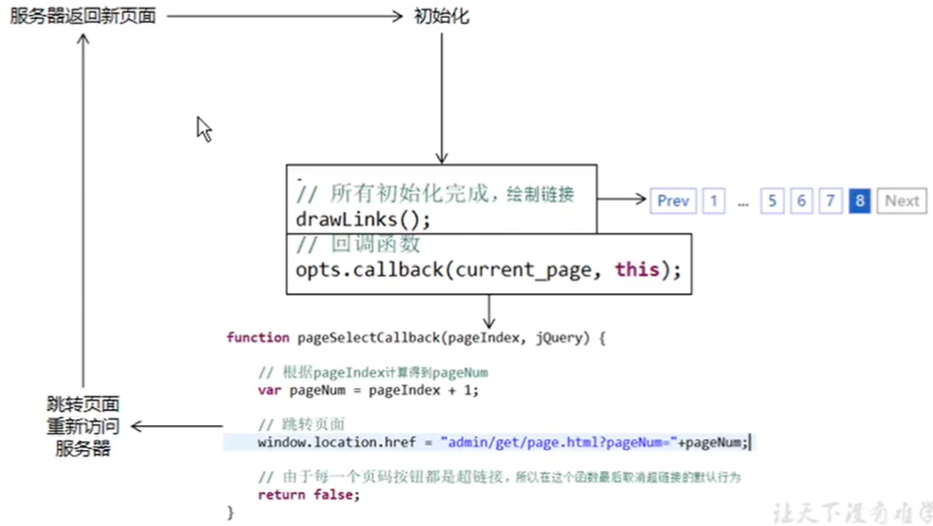 服务器返回新页面
初始化
// 所有初始化完成，绘制链接
drawLinks();
Prev 1 ... 5 6 7 8 Next
// 回调函数
opts.callback(current_page, this);
function pageSelectCallback(pageIndex, jQuery) {
// 根据pageIndex计算得到pageNum
var pageNum = pageIndex + 1;
// 跳转页面
window.location.href = "admin/get/page.html?pageNum="+pageNum;
// 由于每一个页码按钮都是超链接，所以在这个函数最后取消超链接的默认行为
return false;
}
跳转页面
重新访问
服务器
让天下没有难学